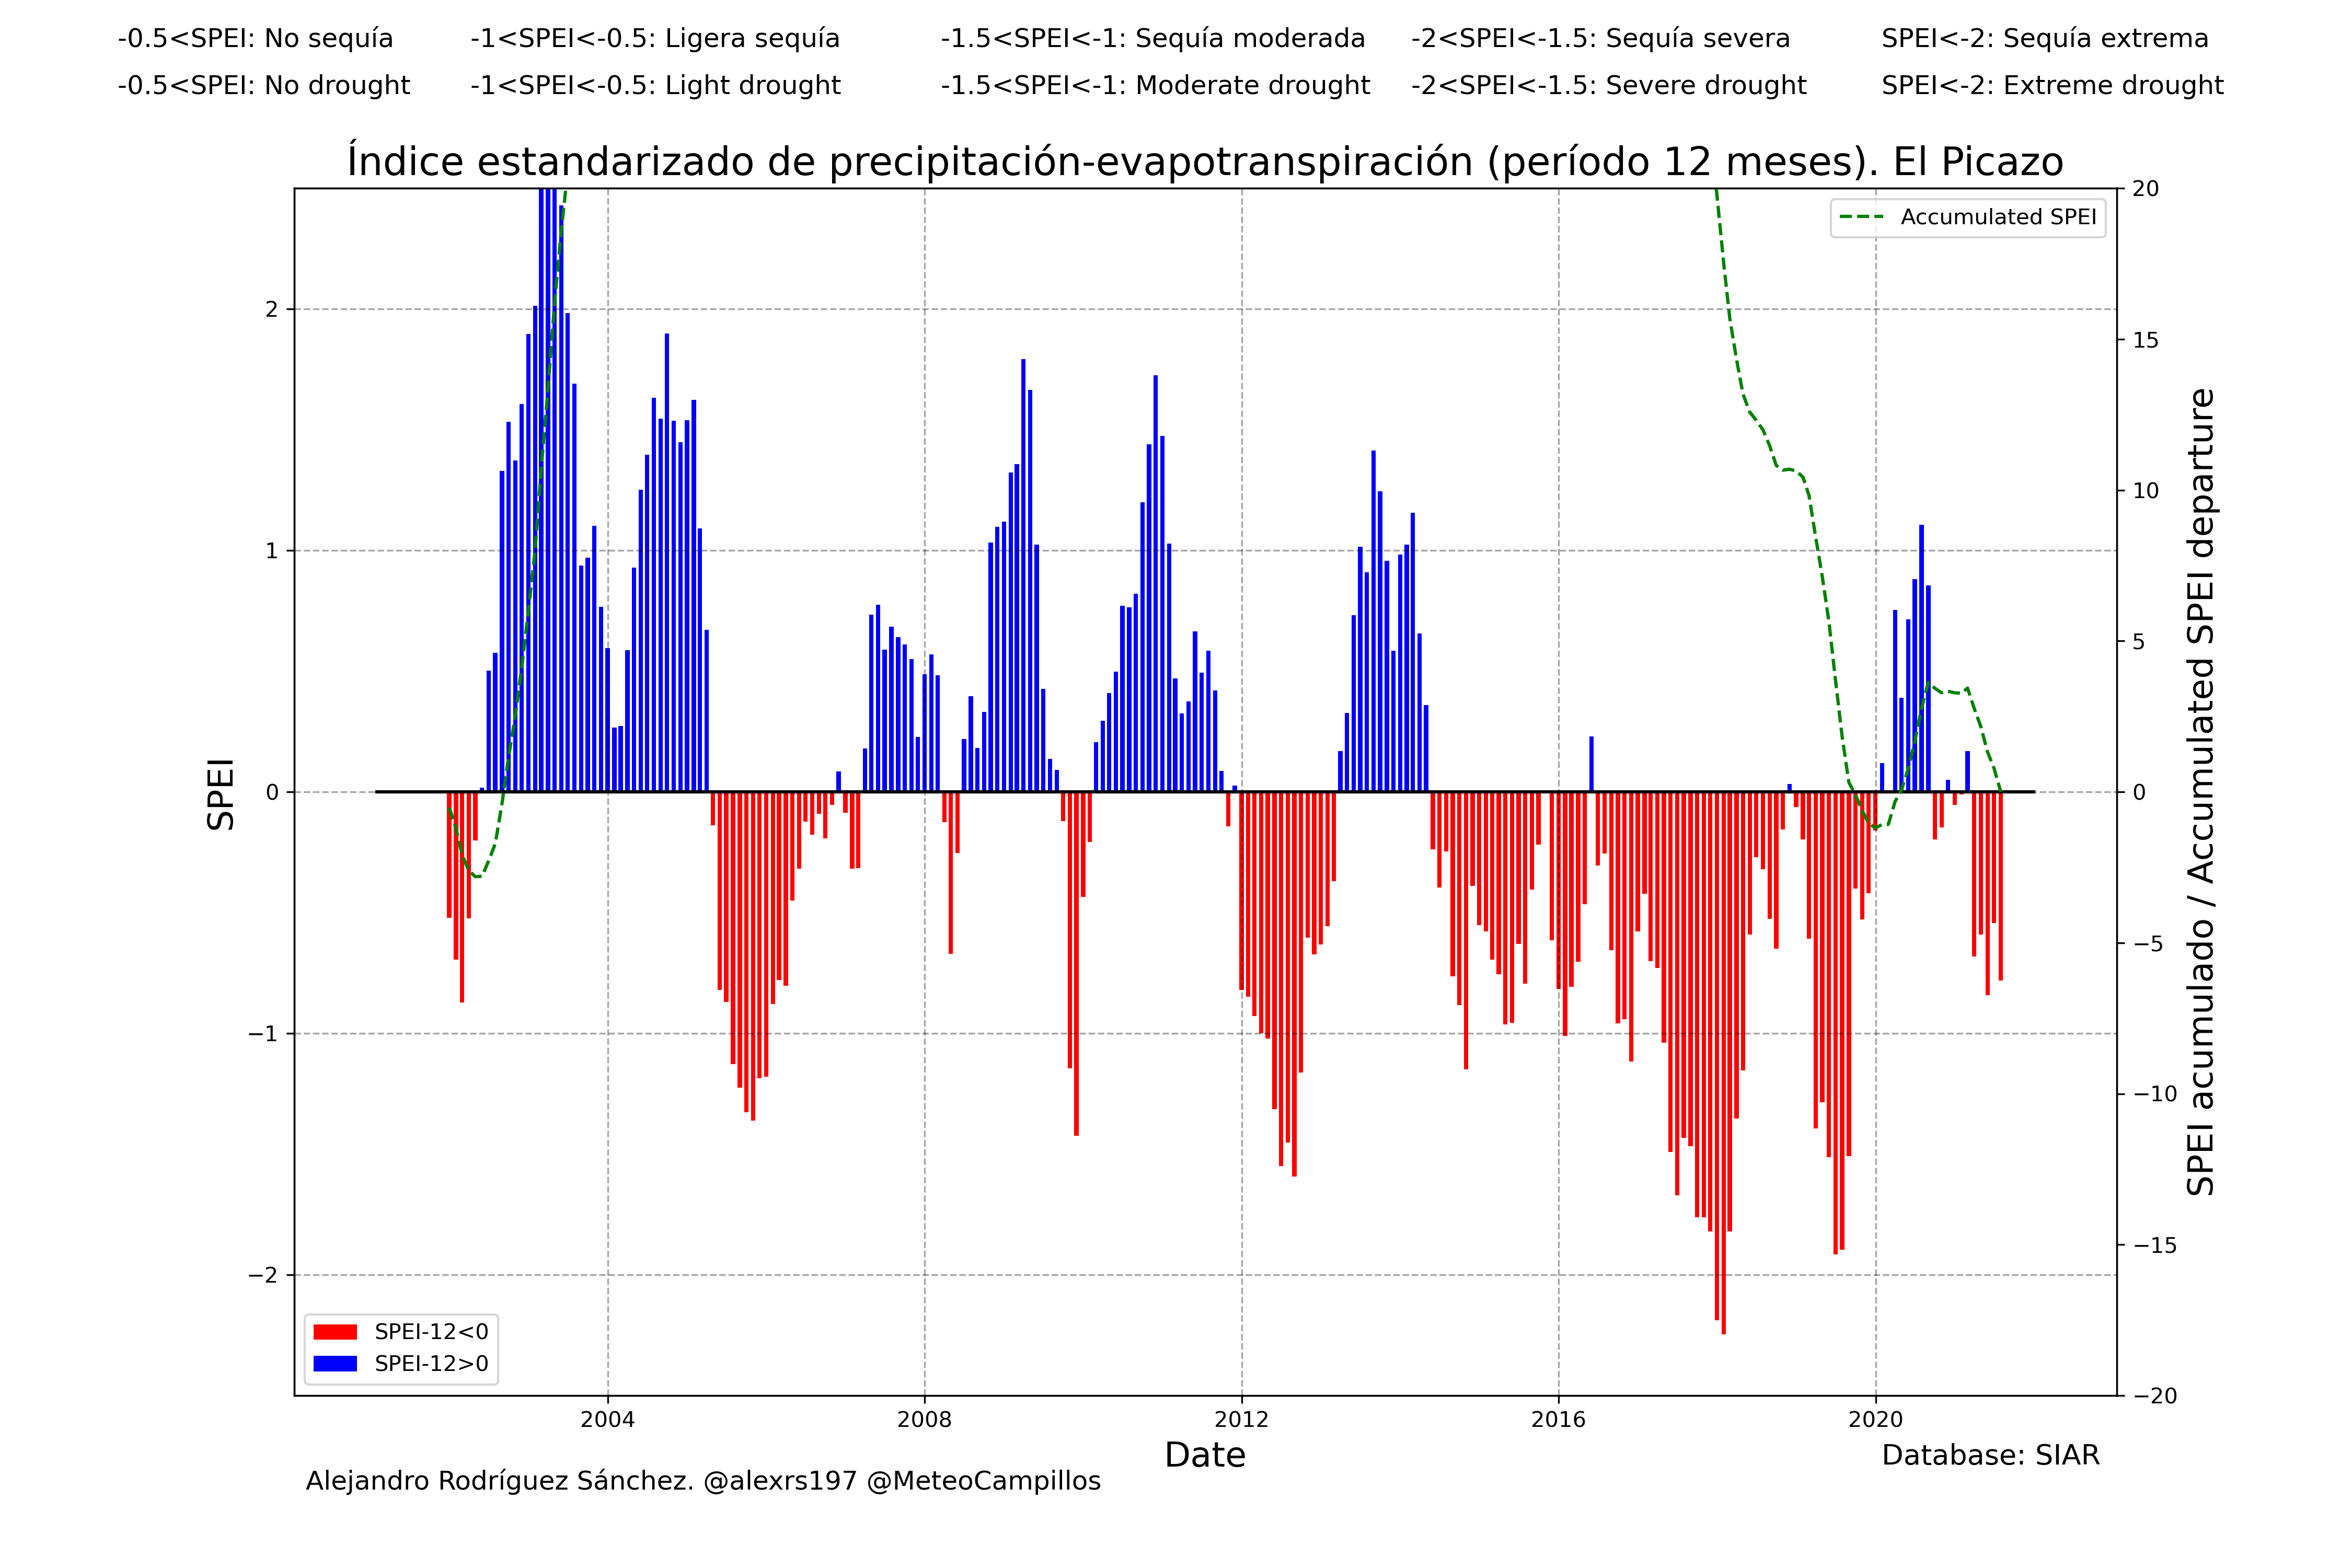 -0.5<SPEI: No sequía -1<SPEI<-0.5: Ligera sequía -1.5<SPEI<-1: Sequía moderada -2<SPEI<-1.5: Sequía severa SPEI<-2: Sequía extrema
-0.5<SPEI: No drought -1<SPEI<-0.5: Light drought -1.5<SPEI<-1: Moderate drought -2<SPEI<-1.5: Severe drought SPEI<-2: Extreme drought
Índice estandarizado de precipitación-evapotranspiración (período 12 meses). El Picazo
Accumulated SPEI
SPEI
2
1
0
−1
−2
20
15
10
5
0
−5
−10
−15
−20
SPEI acumulado / Accumulated SPEI departure
SPEI-12<0
SPEI-12>0
2004 2008 2012 2016 2020
Date
Database: SIAR
Alejandro Rodríguez Sánchez. @alexrs197 @MeteoCampillos